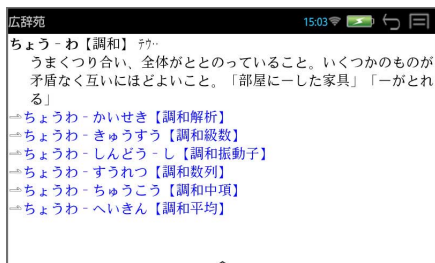 広辞苑 15:03
ちょう‐わ【調和】 テウ‥
うまくつり合い、全体がととのっていること。いくつかのものが
矛盾なく互いにほどよいこと。「部屋に―した家具」「―がとれ
る」
ちょうわ‐かいせき【調和解析】
ちょうわ‐きゅうすう【調和級数】
ちょうわ‐しんどう‐し【調和振動子】
ちょうわ‐すうれつ【調和数列】
ちょうわ‐ちゅうこう【調和中項】
ちょうわ‐へいきん【調和平均】